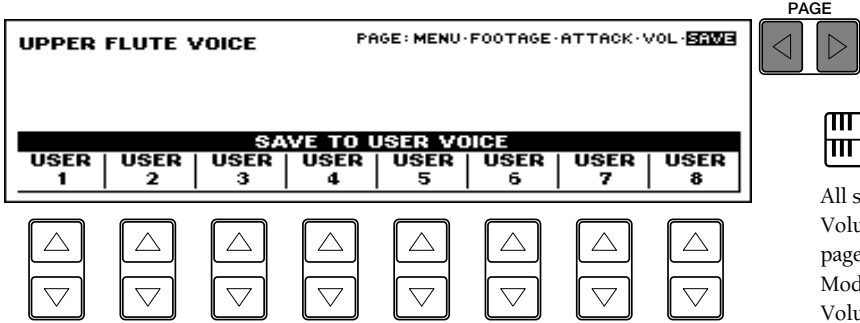 PAGE
UPPER FLUTE VOICE
PAGE: MENU·FOOTAGE·ATTACK·VOL·SAVE
SAVE TO USER VOICE
USER 1 USER 2 USER 3 USER 4 USER 5 USER 6 USER 7 USER 8
All s
Volu
page
Mod
Volu